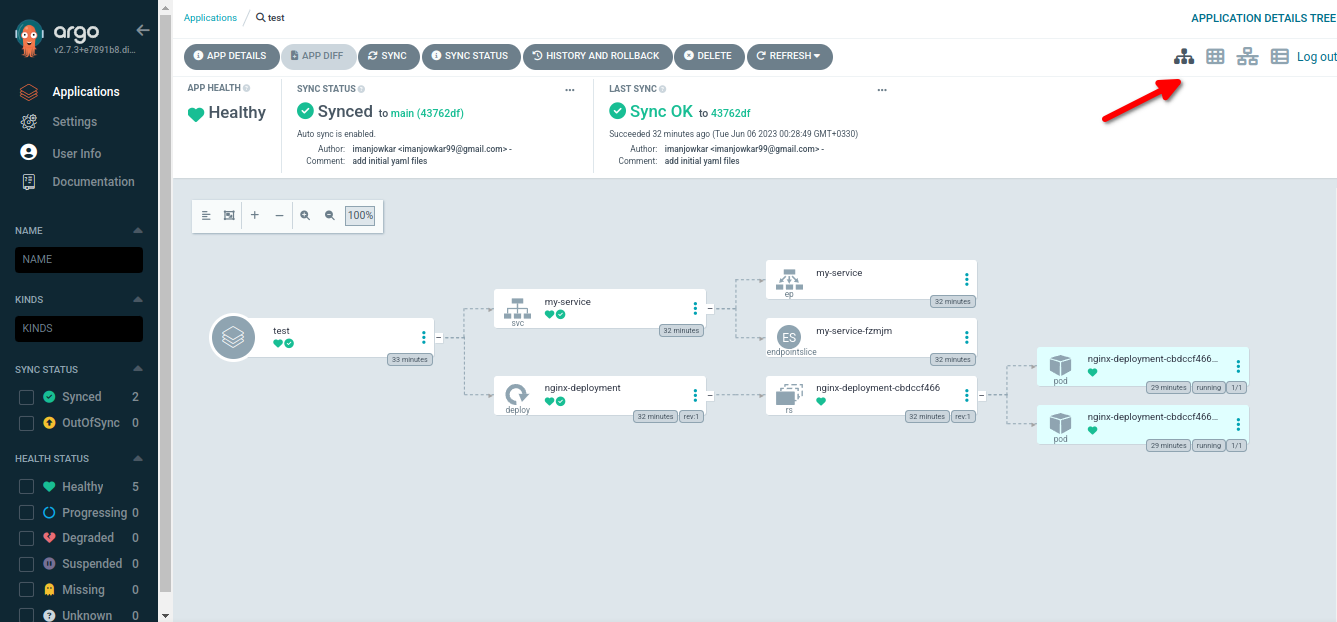 argo
v2.7.3+e7891b8.di...
Applications
Settings
User Info
Documentation
NAME
NAME
KINDS
KINDS
SYNC STATUS
Synced 2
OutOfSync 0
HEALTH STATUS
Healthy 5
Progressing 0
Degraded 0
Suspended 0
Missing 0
Unknown 0
Applications / test
APPLICATION DETAILS TREE
APP DETAILS APP DIFF SYNC SYNC STATUS HISTORY AND ROLLBACK DELETE REFRESH
Log out
APP HEALTH
Healthy
SYNC STATUS
...
Synced to main (43762df)
Auto sync is enabled.
Author: imanjowkar <imanjowkar99@gmail.com> -
Comment: add initial yaml files
LAST SYNC
...
Sync OK to 43762df
Succeeded 32 minutes ago (Tue Jun 06 2023 00:28:49 GMT+0330)
Author: imanjowkar <imanjowkar99@gmail.com> -
Comment: add initial yaml files
100%
test
33 minutes
my-service
svc
32 minutes
nginx-deployment
deploy
32 minutes rev:1
my-service
ep
32 minutes
ES
my-service-fzmjm
endpointslice
32 minutes
nginx-deployment-cbdccf466
rs
32 minutes rev:1
nginx-deployment-cbdccf466...
pod
29 minutes running 1/1
nginx-deployment-cbdccf466...
pod
29 minutes running 1/1